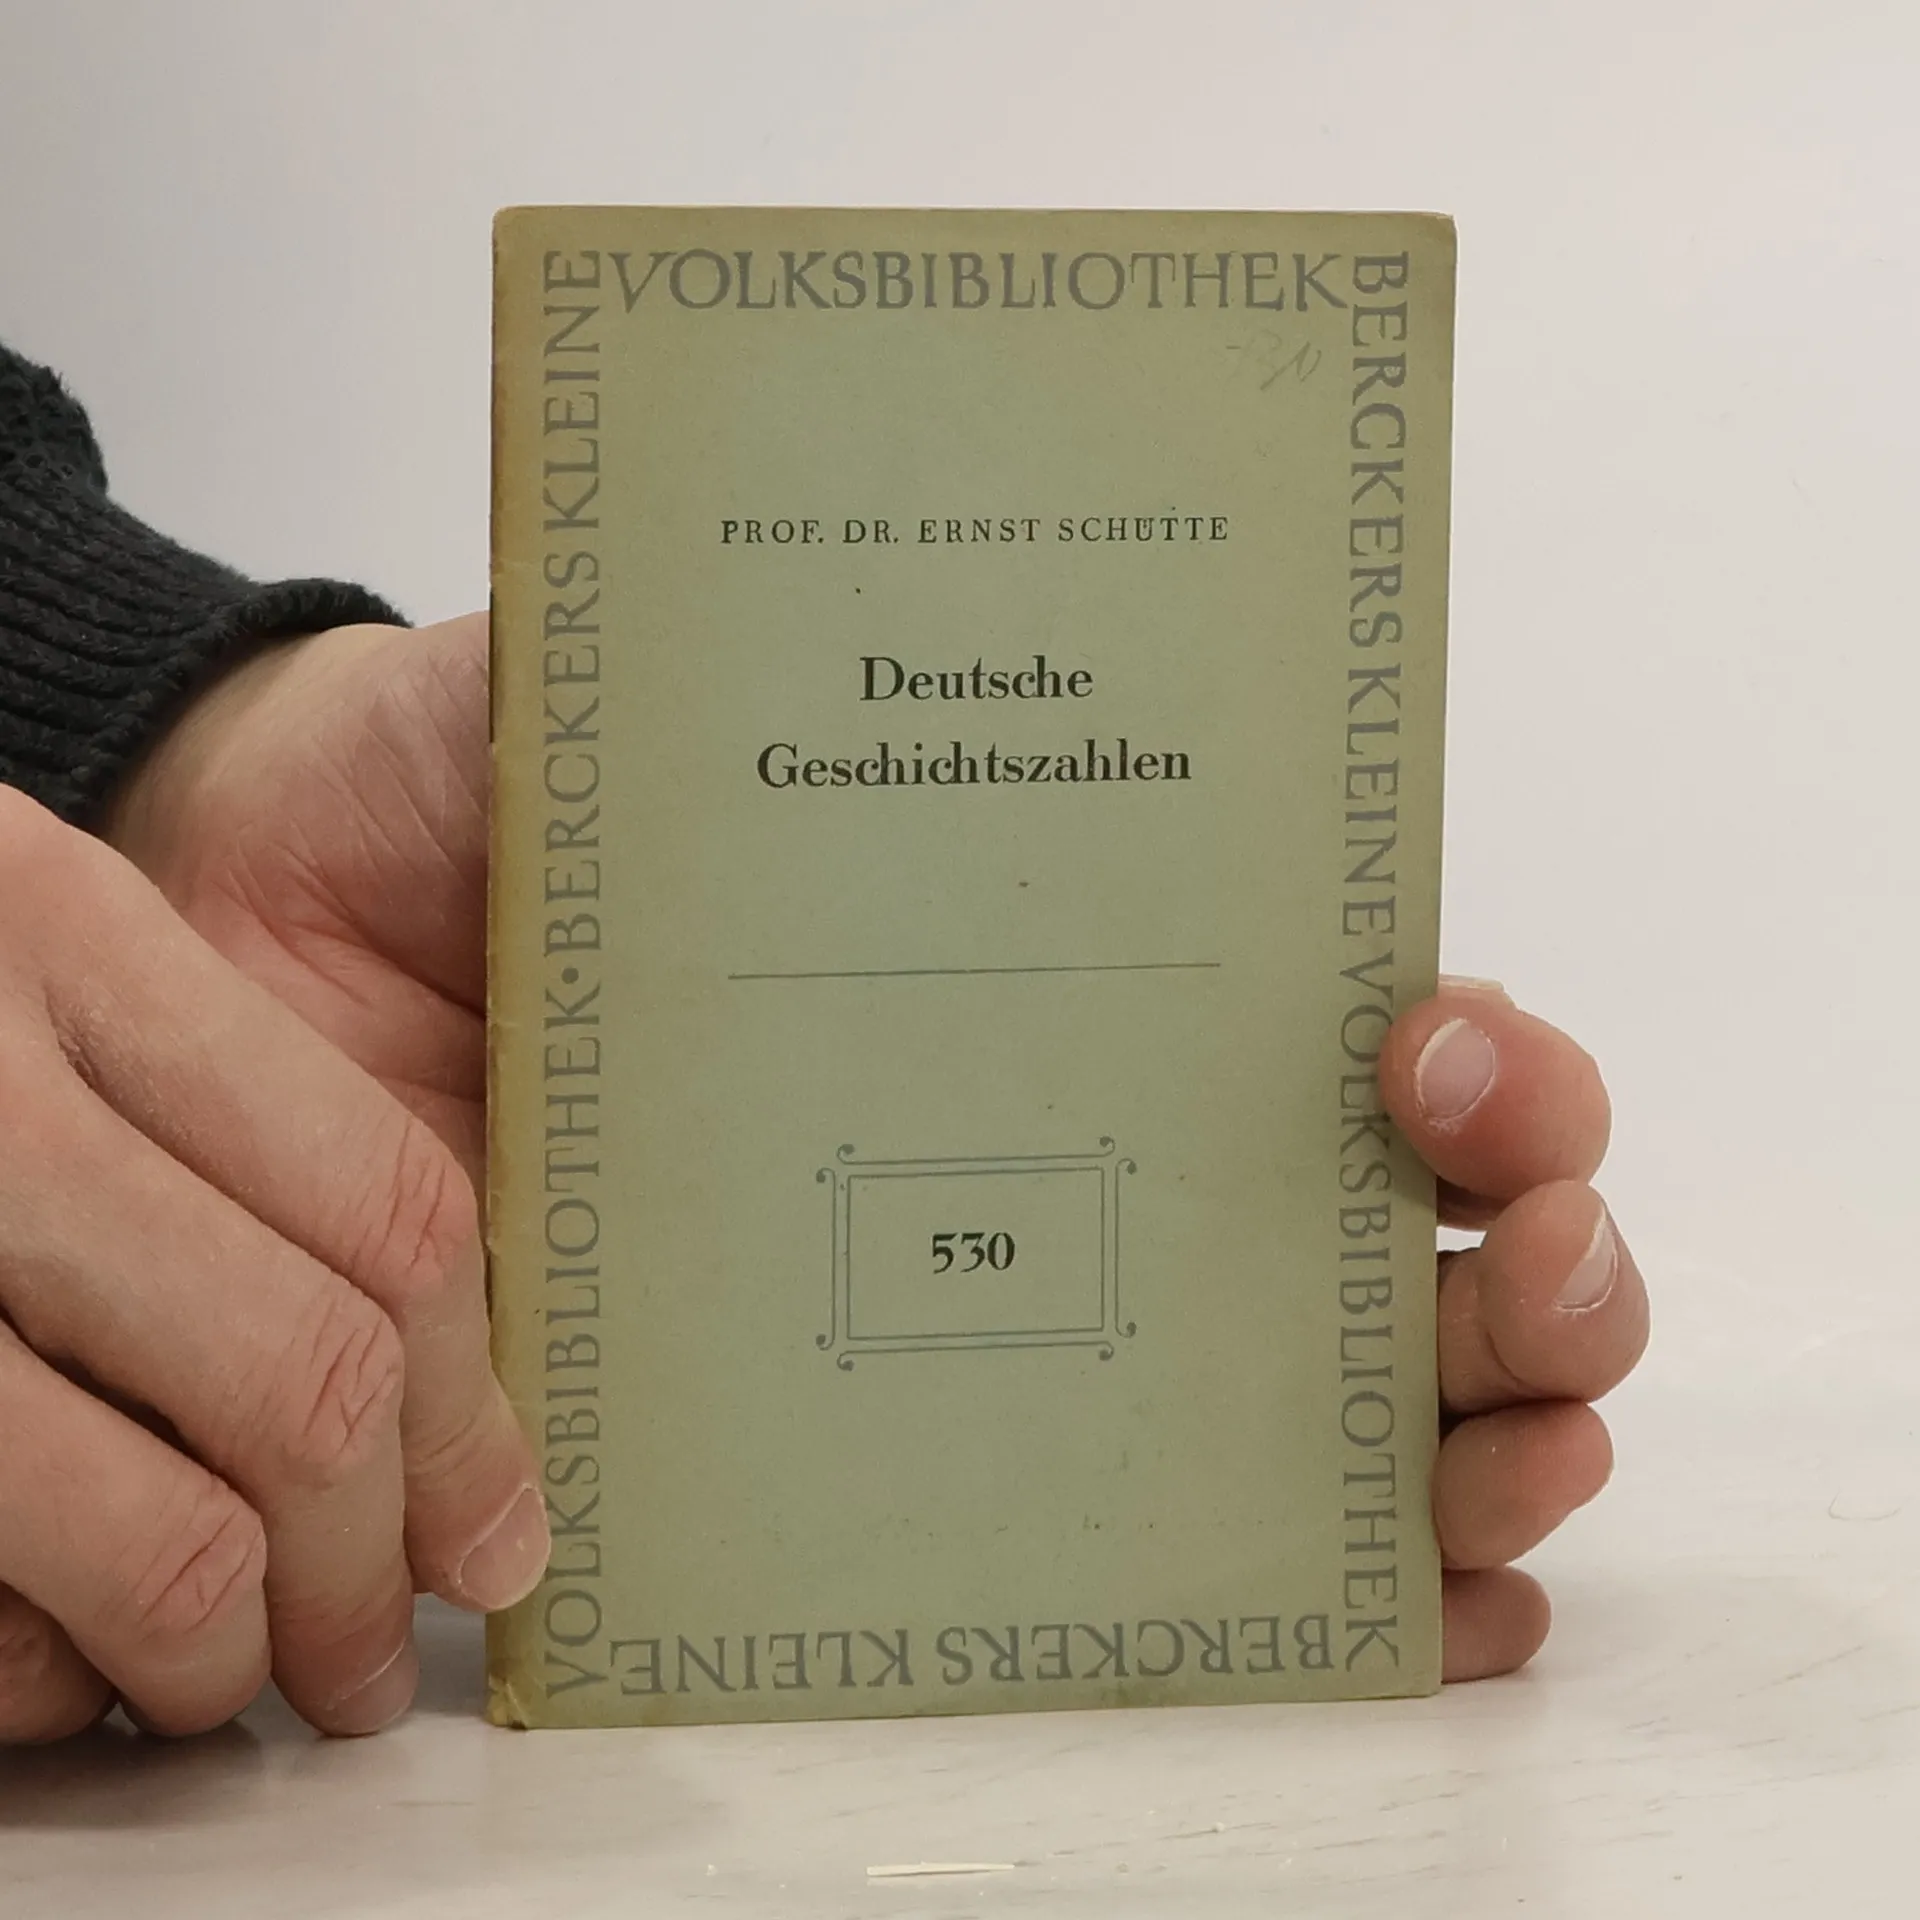 VOLKSBIBLIOTHEK
BERCKERS KLEINE VOLKSBIBLIOTHEK
BERCKERS KLEINE
VOLKSBIBLIOTHEK·BERCKERS KLEINE
PROF. DR. ERNST SCHÜTTE
Deutsche
Geschichtszahlen
530